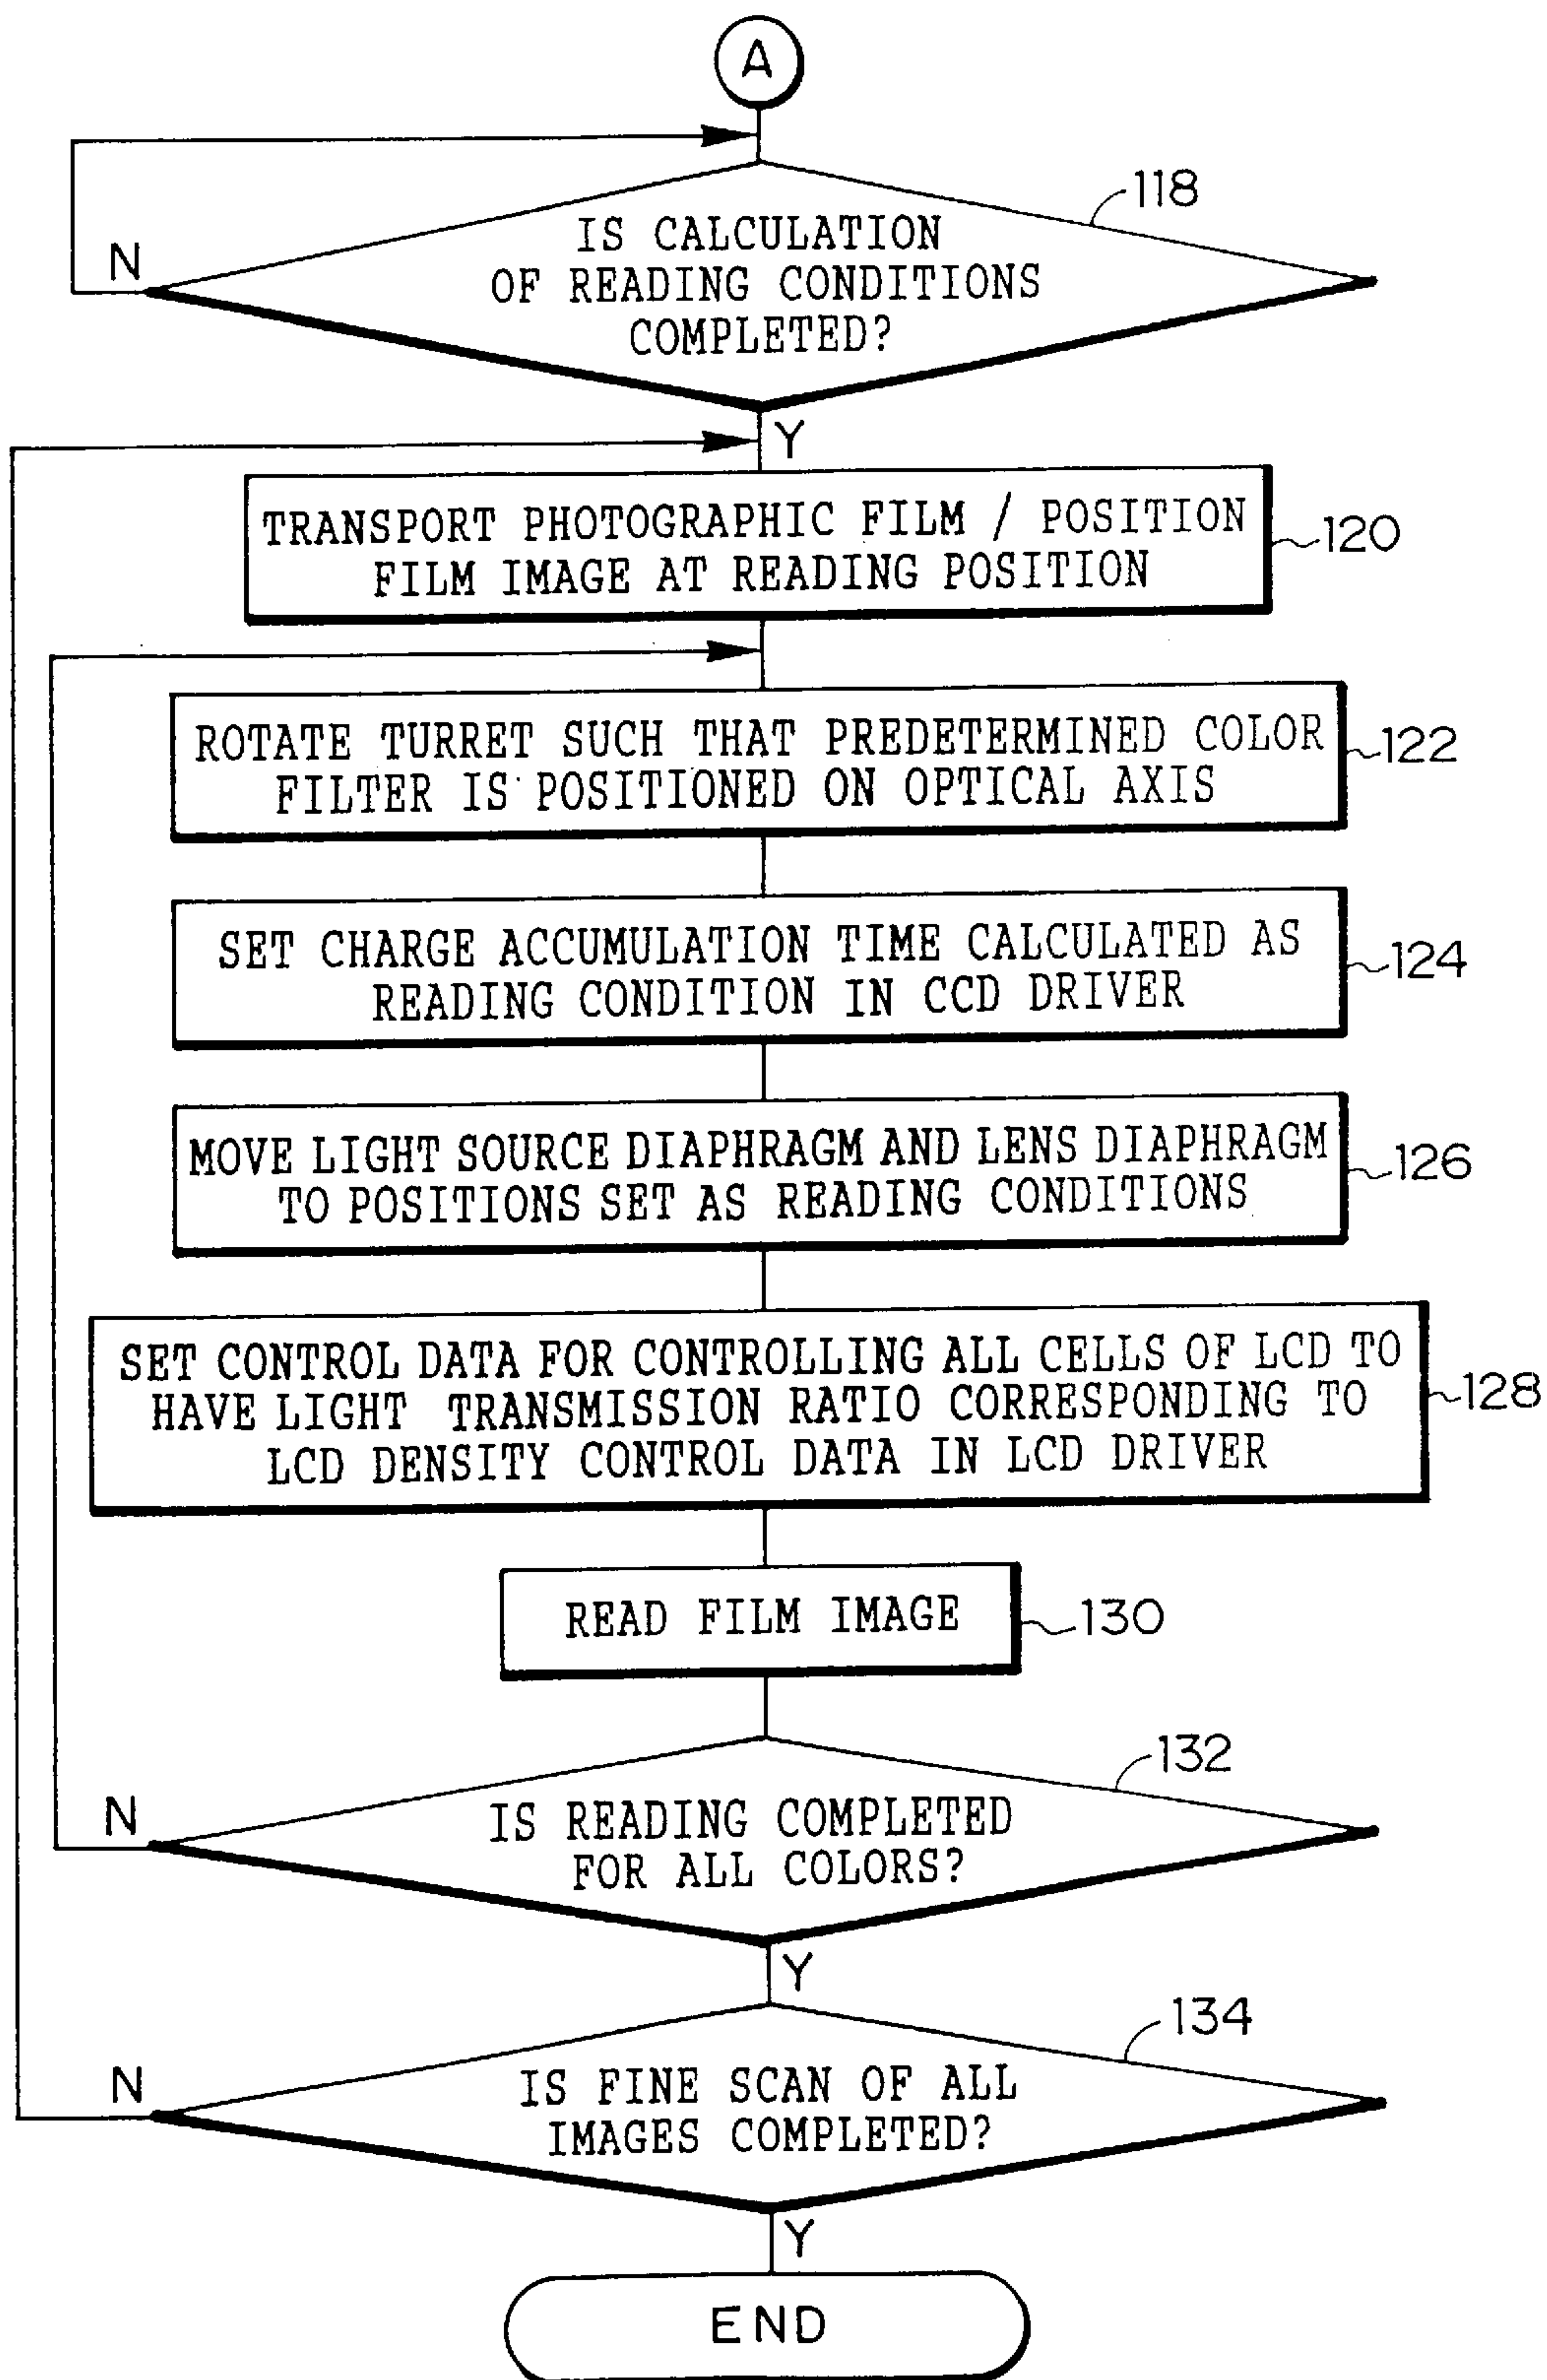 A
118
IS CALCULATION
OF READING CONDITIONS
COMPLETED?
N
Y
TRANSPORT PHOTOGRAPHIC FILM / POSITION
FILM IMAGE AT READING POSITION
120
ROTATE TURRET SUCH THAT PREDETERMINED COLOR
FILTER IS POSITIONED ON OPTICAL AXIS
122
SET CHARGE ACCUMULATION TIME CALCULATED AS
READING CONDITION IN CCD DRIVER
124
MOVE LIGHT SOURCE DIAPHRAGM AND LENS DIAPHRAGM
TO POSITIONS SET AS READING CONDITIONS
126
SET CONTROL DATA FOR CONTROLLING ALL CELLS OF LCD TO
HAVE LIGHT TRANSMISSION RATIO CORRESPONDING TO
LCD DENSITY CONTROL DATA IN LCD DRIVER
128
READ FILM IMAGE
130
132
N
IS READING COMPLETED
FOR ALL COLORS?
Y
134
N
IS FINE SCAN OF ALL
IMAGES COMPLETED?
Y
END